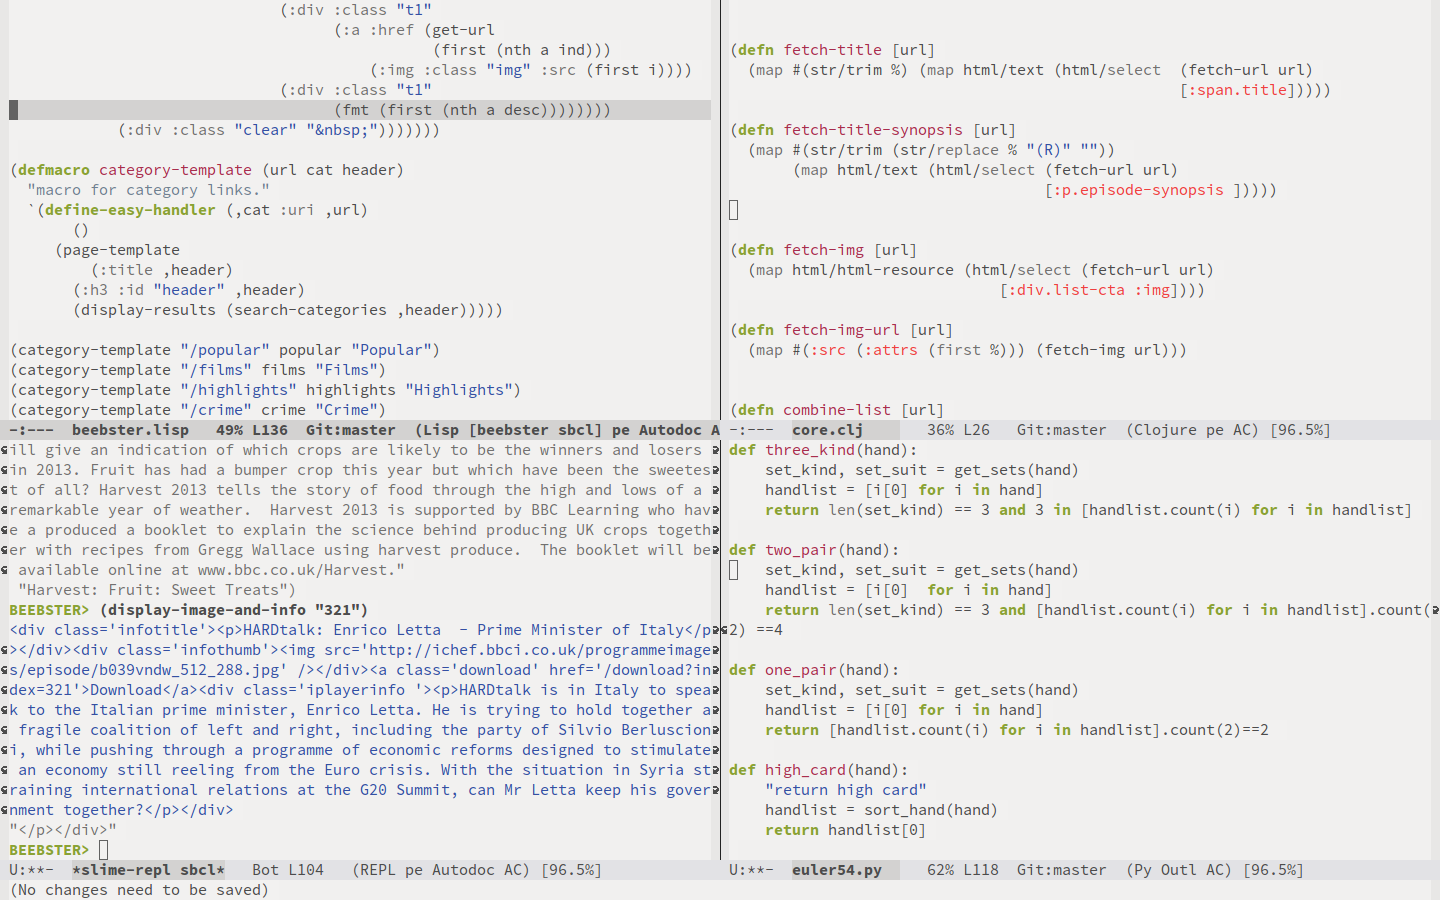 (:div :class "t1"
(:a :href (get-url
(first (nth a ind)))
(:img :class "img" :src (first i))))
(:div :class "t1"
(fmt (first (nth a desc))))))))
(:div :class "clear" "&nbsp;")))))))
(defmacro category-template (url cat header)
"macro for category links."
`(define-easy-handler (,cat :uri ,url)
()
(page-template
(:title ,header)
(:h3 :id "header" ,header)
(display-results (search-categories ,header)))))
(category-template "/popular" popular "Popular")
(category-template "/films" films "Films")
(category-template "/highlights" highlights "Highlights")
(category-template "/crime" crime "Crime")
-:--- beebster.lisp 49% L136 Git:master (Lisp [beebster sbcl] pe Autodoc A
ill give an indication of which crops are likely to be the winners and losers
in 2013. Fruit has had a bumper crop this year but which have been the sweetes
t of all? Harvest 2013 tells the story of food through the high and lows of a
remarkable year of weather.  Harvest 2013 is supported by BBC Learning who hav
e a produced a booklet to explain the science behind producing UK crops togeth
er with recipes from Gregg Wallace using harvest produce.  The booklet will be
available online at www.bbc.co.uk/Harvest."
"Harvest: Fruit: Sweet Treats")
BEEBSTER> (display-image-and-info "321")
<div class='infotitle'><p>HARDtalk: Enrico Letta  - Prime Minister of Italy</p
></div><div class='infothumb'><img src='http://ichef.bbci.co.uk/programmeimage
s/episode/b039vndw_512_288.jpg' /></div><a class='download' href='/download?in
dex=321'>Download</a><div class='iplayerinfo '><p>HARDtalk is in Italy to spea
k to the Italian prime minister, Enrico Letta. He is trying to hold together a
fragile coalition of left and right, including the party of Silvio Berluscon
i, while pushing through a programme of economic reforms designed to stimulate
an economy still reeling from the Euro crisis. With the situation in Syria st
raining international relations at the G20 Summit, can Mr Letta keep his gover
nment together?</p></div>
"</p></div>"
BEEBSTER>
U:**- *slime-repl sbcl* Bot L104 (REPL pe Autodoc AC) [96.5%]
(No changes need to be saved)
(defn fetch-title [url]
(map #(str/trim %) (map html/text (html/select  (fetch-url url)
[:span.title]))))
(defn fetch-title-synopsis [url]
(map #(str/trim (str/replace % "(R)" ""))
(map html/text (html/select (fetch-url url)
[:p.episode-synopsis ]))))
(defn fetch-img [url]
(map html/html-resource (html/select (fetch-url url)
[:div.list-cta :img])))
(defn fetch-img-url [url]
(map #(:src (:attrs (first %))) (fetch-img url)))
(defn combine-list [url]
-:--- core.clj 36% L26 Git:master (Clojure pe AC) [96.5%]
def three_kind(hand):
set_kind, set_suit = get_sets(hand)
handlist = [i[0] for i in hand]
return len(set_kind) == 3 and 3 in [handlist.count(i) for i in handlist]
def two_pair(hand):
set_kind, set_suit = get_sets(hand)
handlist = [i[0]  for i in hand]
return len(set_kind) == 3 and [handlist.count(i) for i in handlist].count(
2) ==4
def one_pair(hand):
set_kind, set_suit = get_sets(hand)
handlist = [i[0] for i in hand]
return [handlist.count(i) for i in handlist].count(2)==2
def high_card(hand):
"return high card"
handlist = sort_hand(hand)
return handlist[0]
U:**- euler54.py 62% L118 Git:master (Py Outl AC) [96.5%]